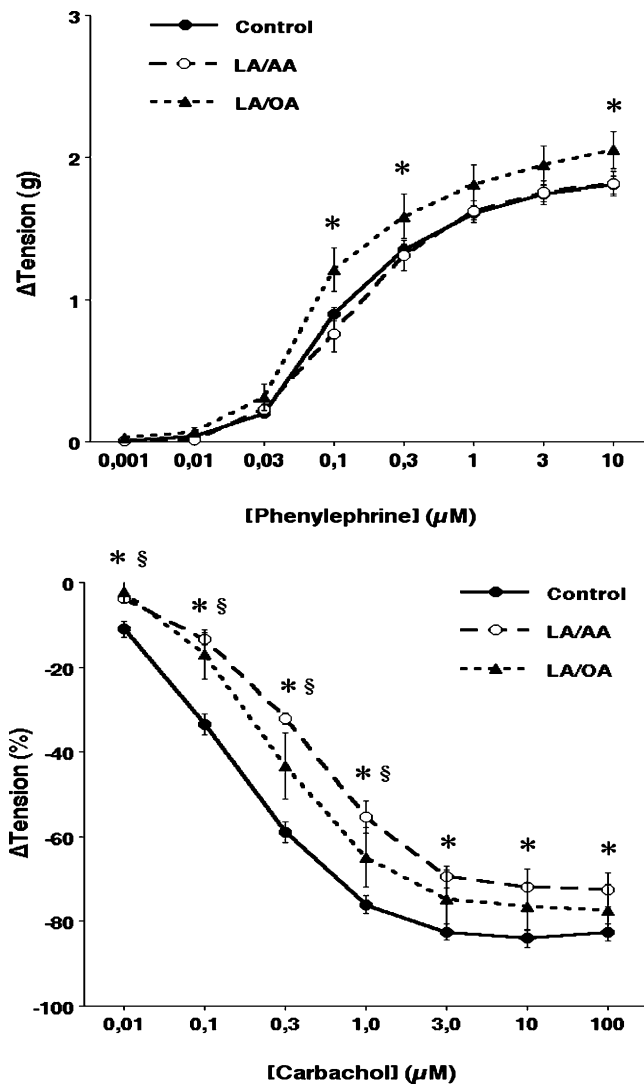 Control
LA/AA
LA/OA
ΔTension (g)
3
2
1
0
* * *
0,001 0,01 0,03 0,1 0,3 1 3 10
[Phenylephrine] (µM)
Control
LA/AA
LA/OA
ΔTension (%)
0
-20
-40
-60
-80
-100
* §
* §
* §
* §
* * *
0,01 0,1 0,3 1,0 3,0 10 100
[Carbachol] (µM)